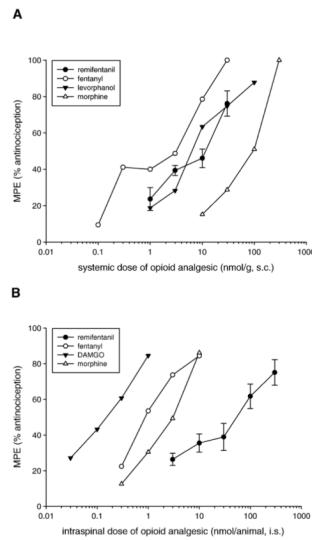 A
remifentanil
fentanyl
levorphanol
morphine
MPE (% antinociception)
100
80
60
40
20
0
0.01 0.1 1 10 100 1000
systemic dose of opioid analgesic (nmol/g, s.c.)
B
remifentanil
fentanyl
DAMGO
morphine
MPE (% antinociception)
100
80
60
40
20
0
0.01 0.1 1 10 100 1000
intraspinal dose of opioid analgesic (nmol/animal, i.s.)